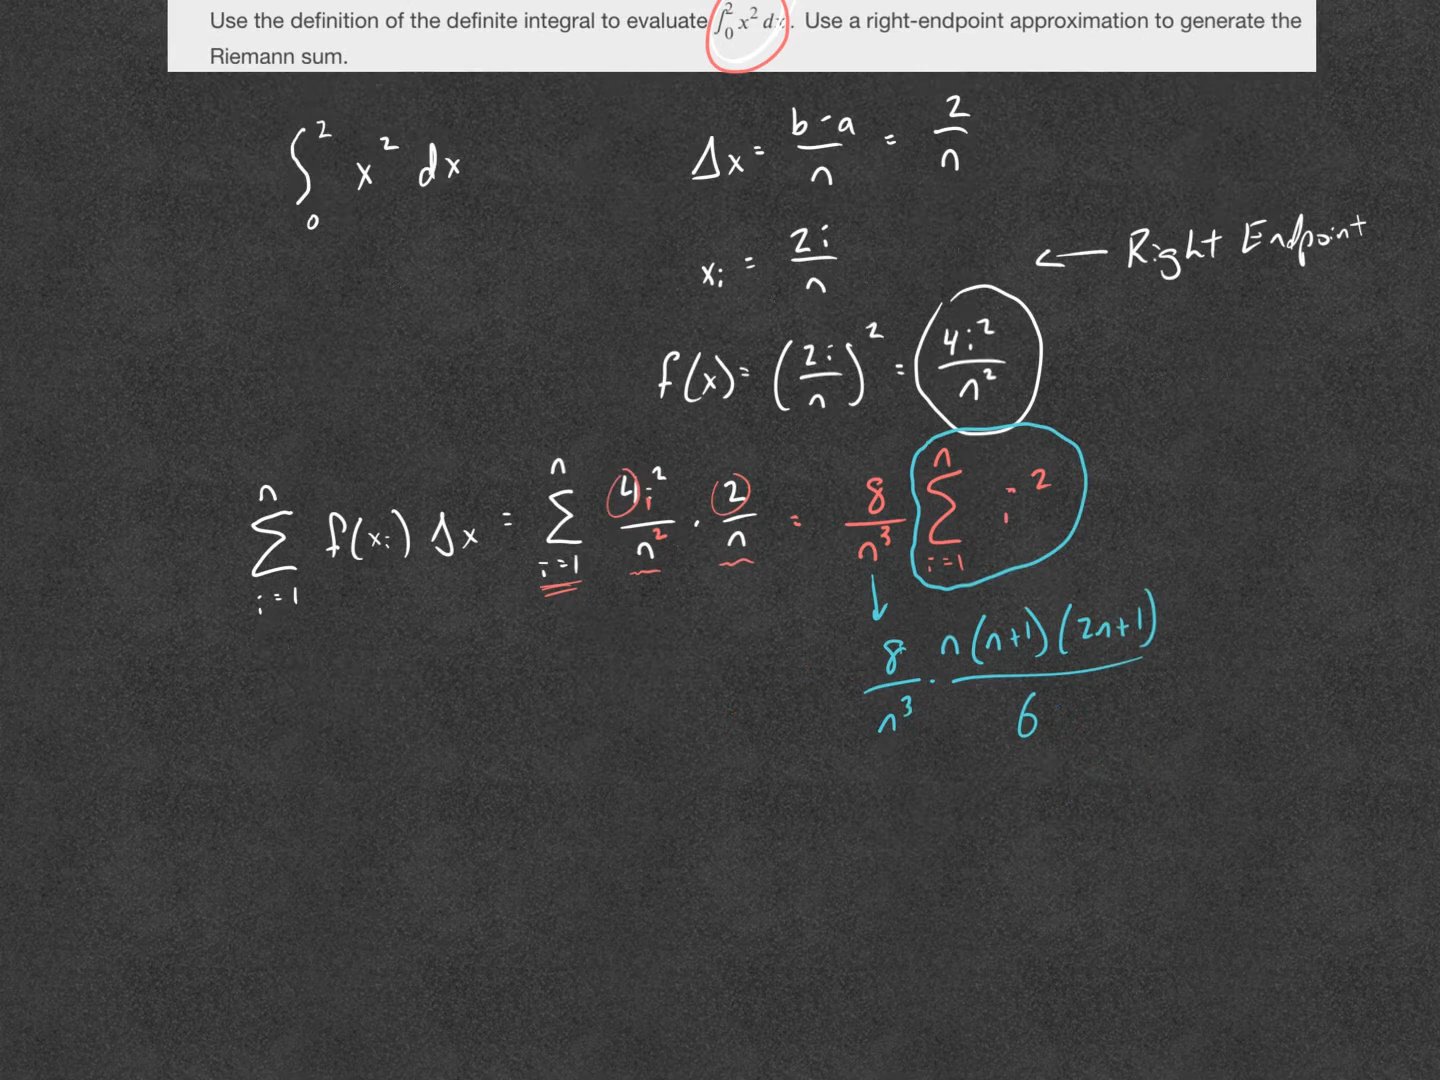 Use the definition of the definite integral to evaluate ∫₀² x² dx. Use a right-endpoint approximation to generate the
Riemann sum.
∫₀² x² dx
Δx = (b - a)/n = 2/n
xᵢ = 2i/n ← Right Endpoint
f(x) = (2i/n)² = 4i²/n²
∑ᵢ₌₁ⁿ f(xᵢ) Δx = ∑ᵢ₌₁ⁿ 4i²/n² · 2/n = 8/n³ ∑ᵢ₌₁ⁿ i²
↓
8/n³ · n(n+1)(2n+1)/6